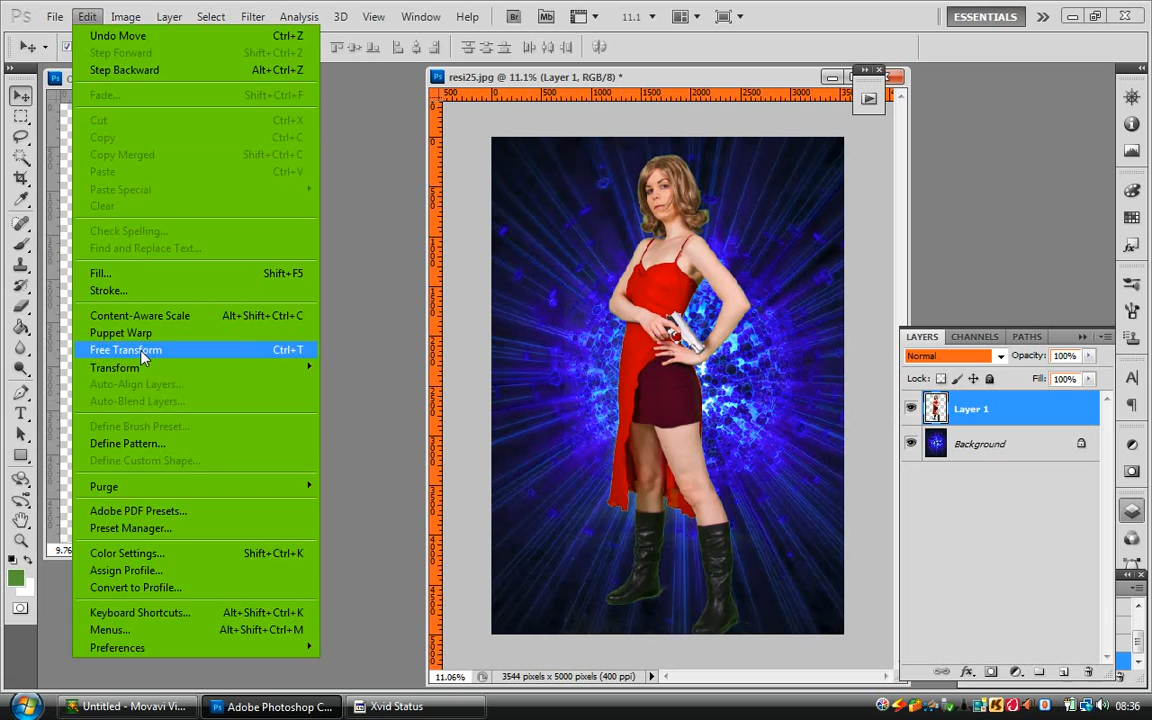 Ps File Edit Image Layer Select Filter Analysis 3D View Window Help Br Mb 11.1 ESSENTIALS
Undo Move Ctrl+Z
Step Forward Shift+Ctrl+Z
Step Backward Alt+Ctrl+Z
Fade... Shift+Ctrl+F
Cut Ctrl+X
Copy Ctrl+C
Copy Merged Shift+Ctrl+C
Paste Ctrl+V
Paste Special
Clear
Check Spelling...
Find and Replace Text...
Fill... Shift+F5
Stroke...
Content-Aware Scale Alt+Shift+Ctrl+C
Puppet Warp
Free Transform Ctrl+T
Transform
Auto-Align Layers...
Auto-Blend Layers...
Define Brush Preset...
Define Pattern...
Define Custom Shape...
Purge
Adobe PDF Presets...
Preset Manager...
Color Settings... Shift+Ctrl+K
Assign Profile...
Convert to Profile...
Keyboard Shortcuts... Alt+Shift+Ctrl+K
Menus... Alt+Shift+Ctrl+M
Preferences
9.76
resi25.jpg @ 11.1% (Layer 1, RGB/8) *
500 0 500 1000 1500 2000 2500 3000
11.06% 3544 pixels x 5000 pixels (400 ppi)
LAYERS CHANNELS PATHS
Normal Opacity: 100%
Lock: Fill: 100%
Layer 1
Background
Untitled - Movavi Vi... Adobe Photoshop C... Xvid Status 08:36